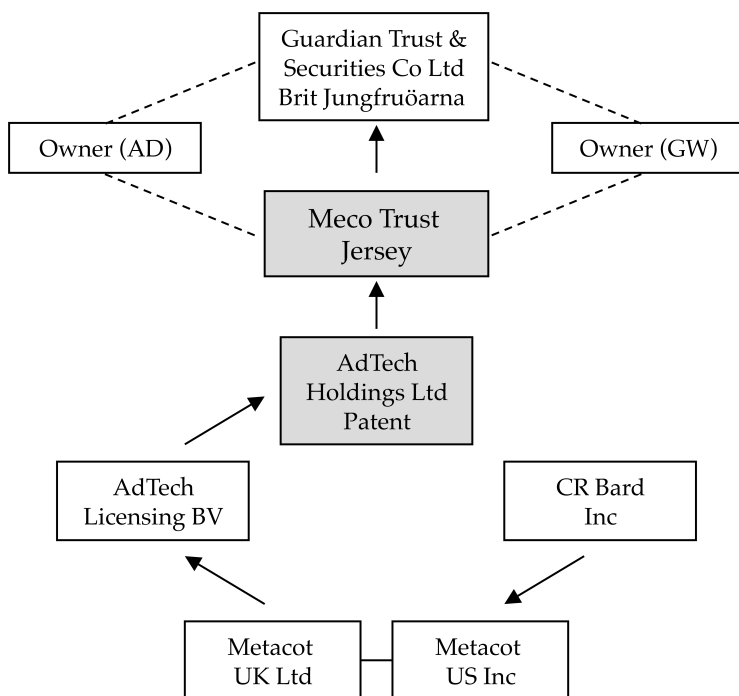 Guardian Trust &
Securities Co Ltd
Brit Jungfruöarna
Owner (AD)
Owner (GW)
Meco Trust
Jersey
AdTech
Holdings Ltd
Patent
AdTech
Licensing BV
CR Bard
Inc
Metacot
UK Ltd
Metacot
US Inc